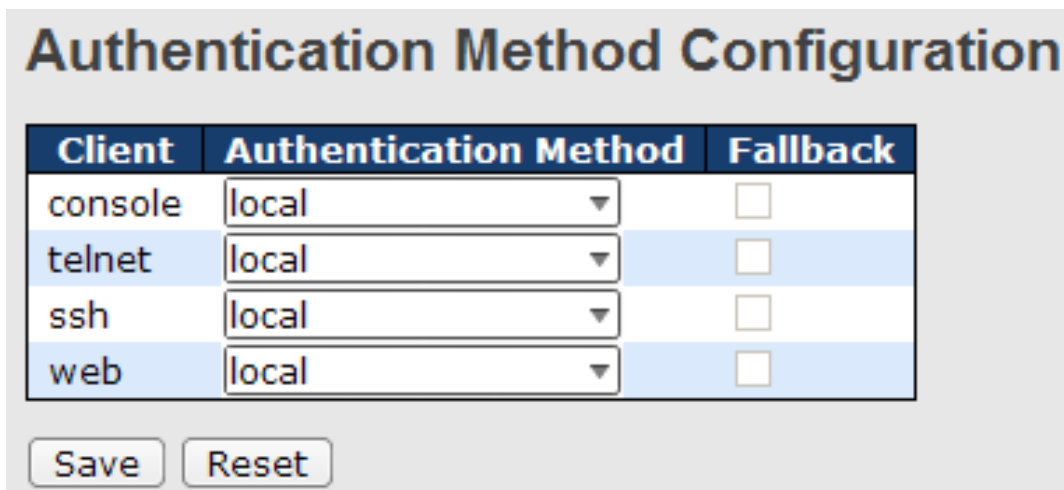 Authentication Method Configuration
Client Authentication Method Fallback
console local
telnet local
ssh local
web local
Save Reset